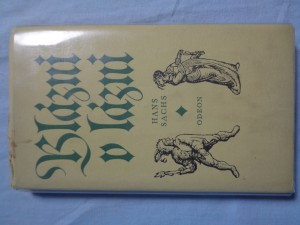 Blázni
v lázni
HANS
SACHS
ODEON